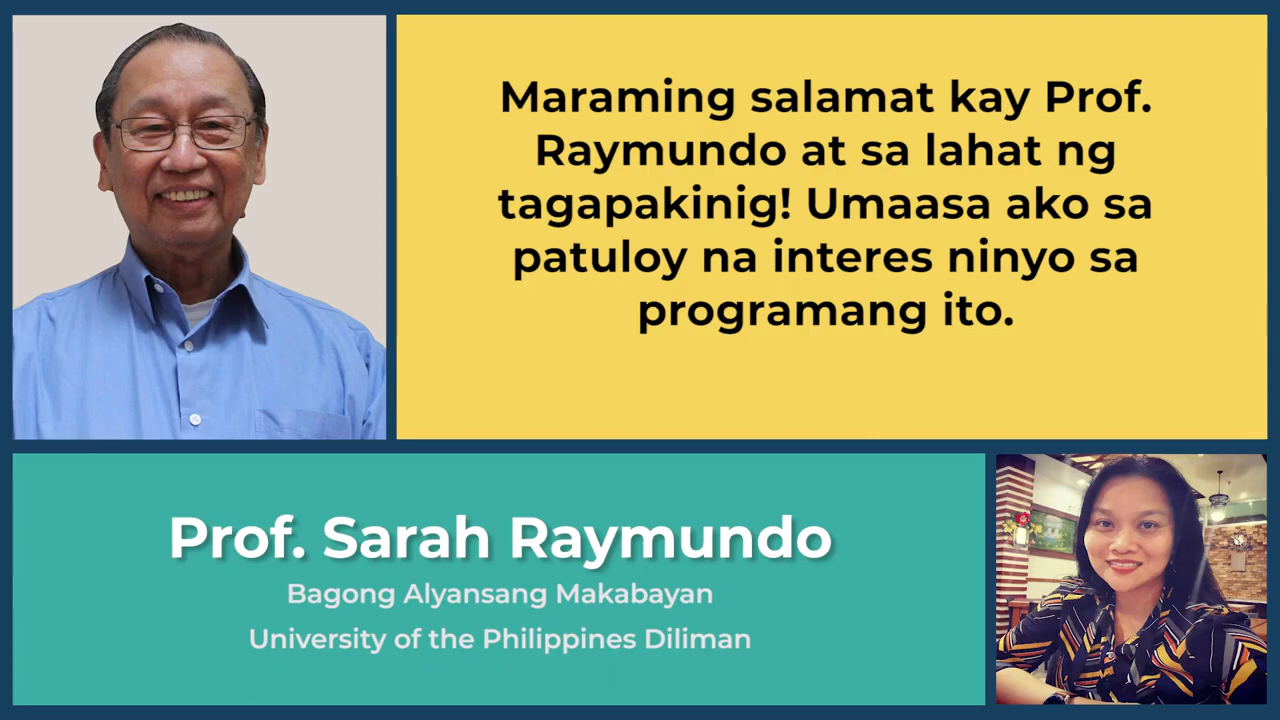 Maraming salamat kay Prof.
Raymundo at sa lahat ng
tagapakinig! Umaasa ako sa
patuloy na interes ninyo sa
programang ito.
Prof. Sarah Raymundo
Bagong Alyansang Makabayan
University of the Philippines Diliman